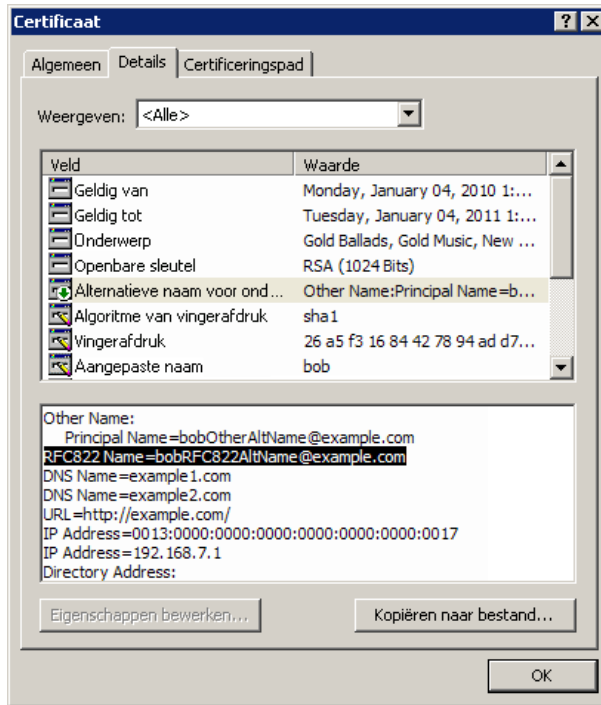 Certificaat
Algemeen Details Certificeringspad
Weergeven: <Alle>
Veld Waarde
Geldig van Monday, January 04, 2010 1:...
Geldig tot Tuesday, January 04, 2011 1:...
Onderwerp Gold Ballads, Gold Music, New ...
Openbare sleutel RSA (1024 Bits)
Alternatieve naam voor ond... Other Name:Principal Name=b...
Algoritme van vingerafdruk sha1
Vingerafdruk 26 a5 f3 16 84 42 78 94 ad d7...
Aangepaste naam bob
Other Name:
Principal Name=bobOtherAltName@example.com
RFC822 Name=bobRFC822AltName@example.com
DNS Name=example1.com
DNS Name=example2.com
URL=http://example.com/
IP Address=0013:0000:0000:0000:0000:0000:0000:0017
IP Address=192.168.7.1
Directory Address:
Eigenschappen bewerken... Kopiëren naar bestand...
OK